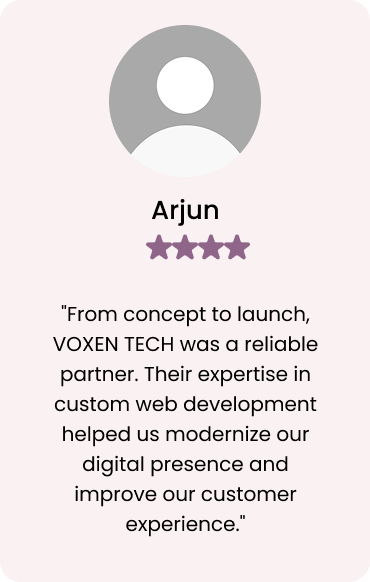 Arjun
"From concept to launch,
VOXEN TECH was a reliable
partner. Their expertise in
custom web development
helped us modernize our
digital presence and
improve our customer
experience."